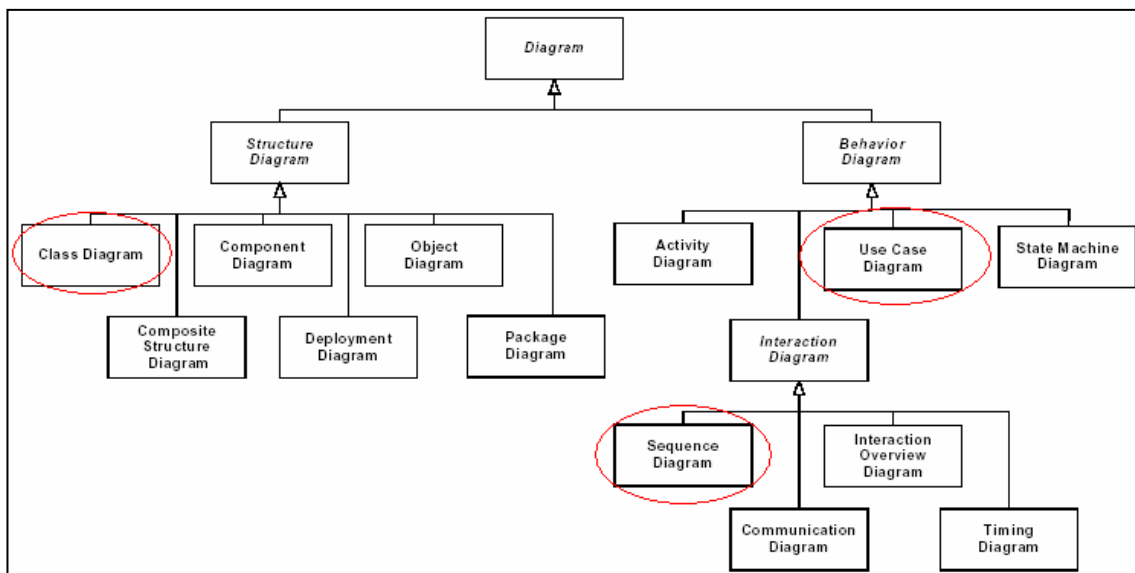 Diagram
Structure
Diagram
Behavior
Diagram
Class Diagram
Component
Diagram
Object
Diagram
Activity
Diagram
Use Case
Diagram
State Machine
Diagram
Composite
Structure
Diagram
Deployment
Diagram
Package
Diagram
Interaction
Diagram
Sequence
Diagram
Interaction
Overview
Diagram
Communication
Diagram
Timing
Diagram